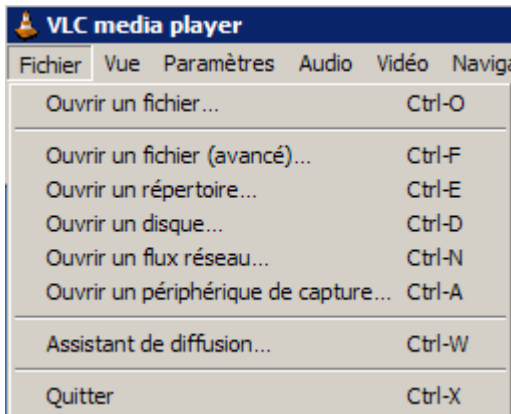 VLC media player
Fichier Vue Paramètres Audio Vidéo Naviga
Ouvrir un fichier... Ctrl-O
Ouvrir un fichier (avancé)... Ctrl-F
Ouvrir un répertoire... Ctrl-E
Ouvrir un disque... Ctrl-D
Ouvrir un flux réseau... Ctrl-N
Ouvrir un périphérique de capture... Ctrl-A
Assistant de diffusion... Ctrl-W
Quitter Ctrl-X